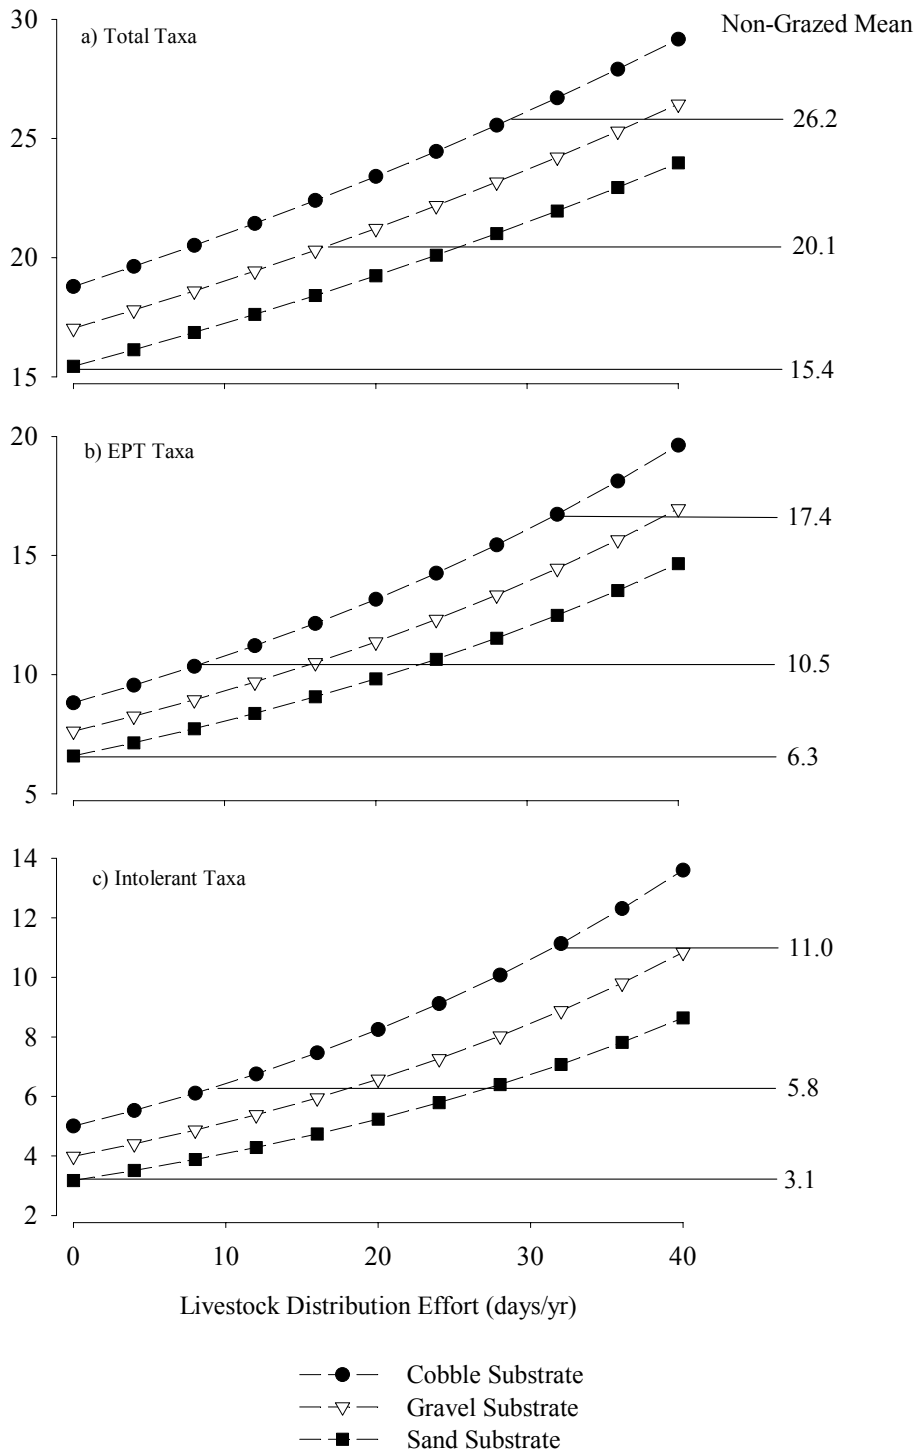 Non-Grazed Mean
a) Total Taxa
30
25
20
15
26.2
20.1
15.4
b) EPT Taxa
20
15
10
5
17.4
10.5
6.3
c) Intolerant Taxa
14
12
10
8
6
4
2
11.0
5.8
3.1
0 10 20 30 40
Livestock Distribution Effort (days/yr)
Cobble Substrate
Gravel Substrate
Sand Substrate